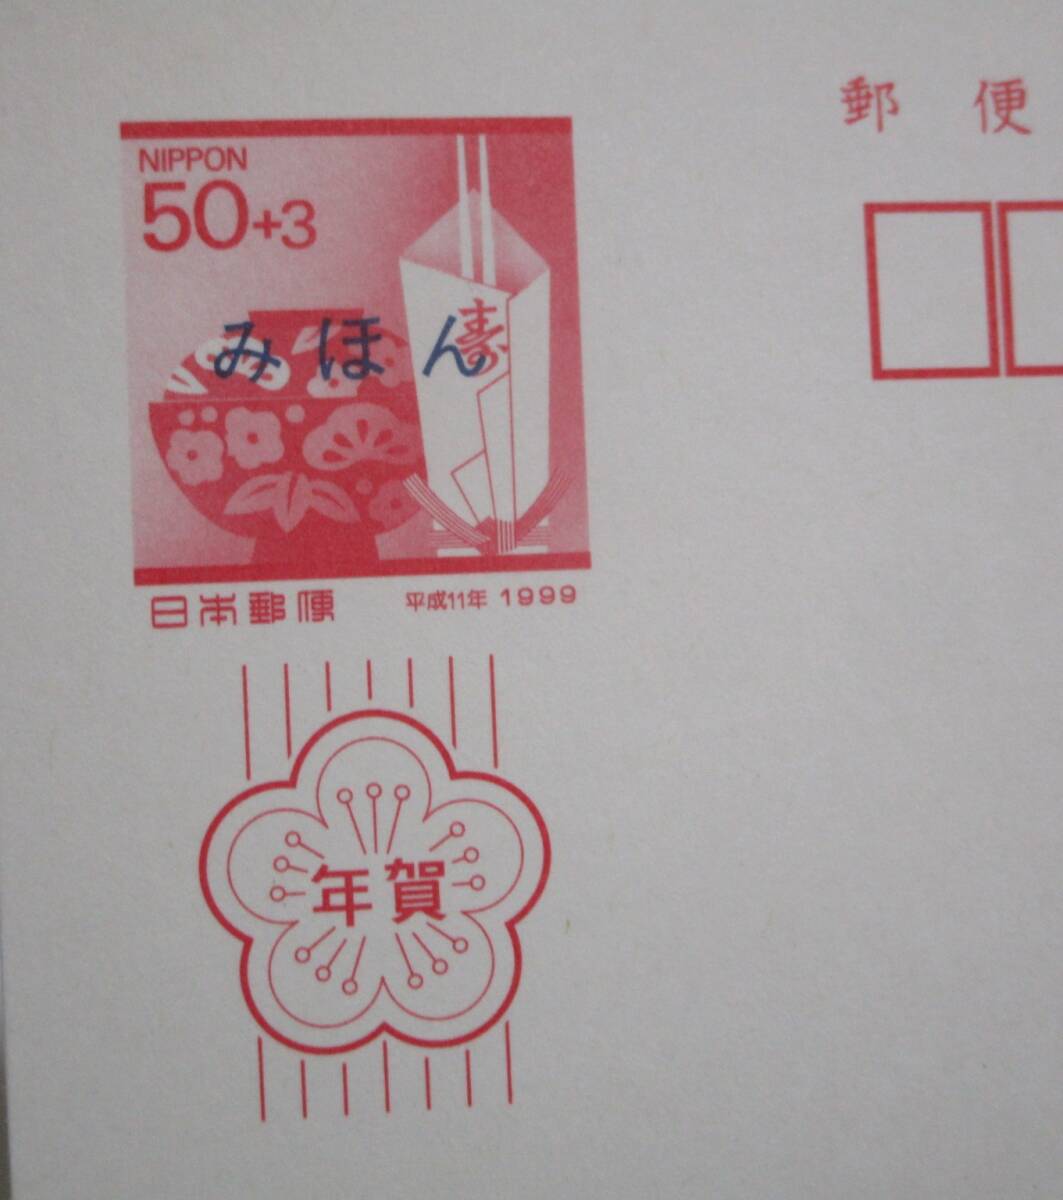 郵便
NIPPON
50+3
寿
みほん
日本郵便 平成11年 1999
年賀